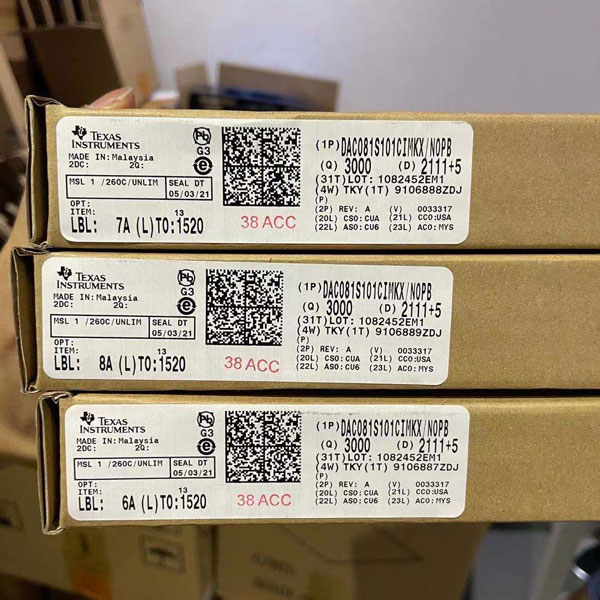 TEXAS INSTRUMENTS
MADE IN: Malaysia
2DC: 2Q:
MSL 1 /260C/UNLIM SEAL DT
05/03/21
OPT:
ITEM: 13
LBL: 7A (L)TO:1520
Pb
G3
e
38 ACC
(1P)DAC081S101CIMKX/NOPB
(Q) 3000 (D) 2111+5
(31T)LOT: 1082452EM1
(4W) TKY(1T) 9106888ZDJ
(P)
(2P) REV: A (V) 0033317
(20L) CSO:CUA (21L) CCO:USA
(22L) ASO:CU6 (23L) ACO:MYS
TEXAS INSTRUMENTS
MADE IN: Malaysia
2DC: 2Q:
MSL 1 /260C/UNLIM SEAL DT
05/03/21
OPT:
ITEM: 13
LBL: 8A (L)TO:1520
Pb
G3
e
38 ACC
(1P)DAC081S101CIMKX/NOPB
(Q) 3000 (D) 2111+5
(31T)LOT: 1082452EM1
(4W) TKY(1T) 9106889ZDJ
(P)
(2P) REV: A (V) 0033317
(20L) CSO:CUA (21L) CCO:USA
(22L) ASO:CU6 (23L) ACO:MYS
TEXAS INSTRUMENTS
MADE IN: Malaysia
2DC: 2Q:
MSL 1 /260C/UNLIM SEAL DT
05/03/21
OPT:
ITEM: 13
LBL: 6A (L)TO:1520
Pb
G3
e
38 ACC
(1P)DAC081S101CIMKX/NOPB
(Q) 3000 (D) 2111+5
(31T)LOT: 1082452EM1
(4W) TKY(1T) 9106887ZDJ
(P)
(2P) REV: A (V) 0033317
(20L) CSO:CUA (21L) CCO:USA
(22L) ASO:CU6 (23L) ACO:MYS